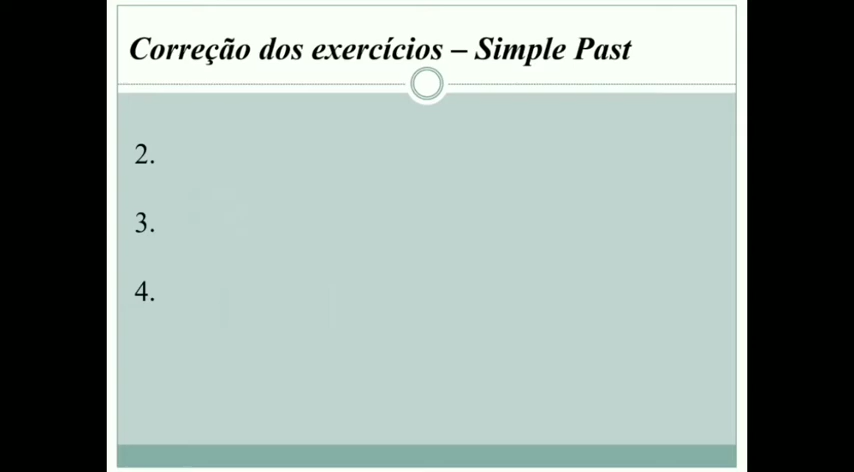 Correção dos exercícios – Simple Past
2.
3.
4.